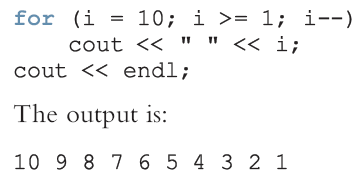 for (i = 10; i >= 1; i--)
cout << " " << i;
cout << endl;
The output is:
10 9 8 7 6 5 4 3 2 1